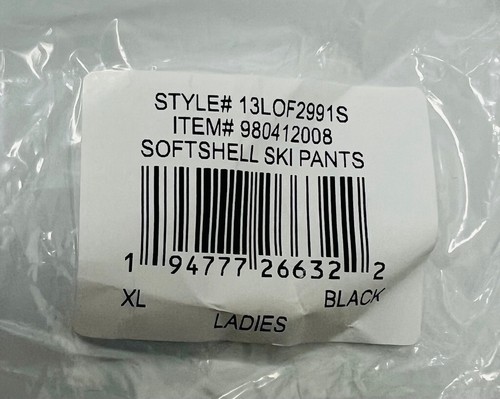 STYLE# 13LOF2991S
ITEM# 980412008
SOFTSHELL SKI PANTS
1 94777 26632 2
XL BLACK
LADIES